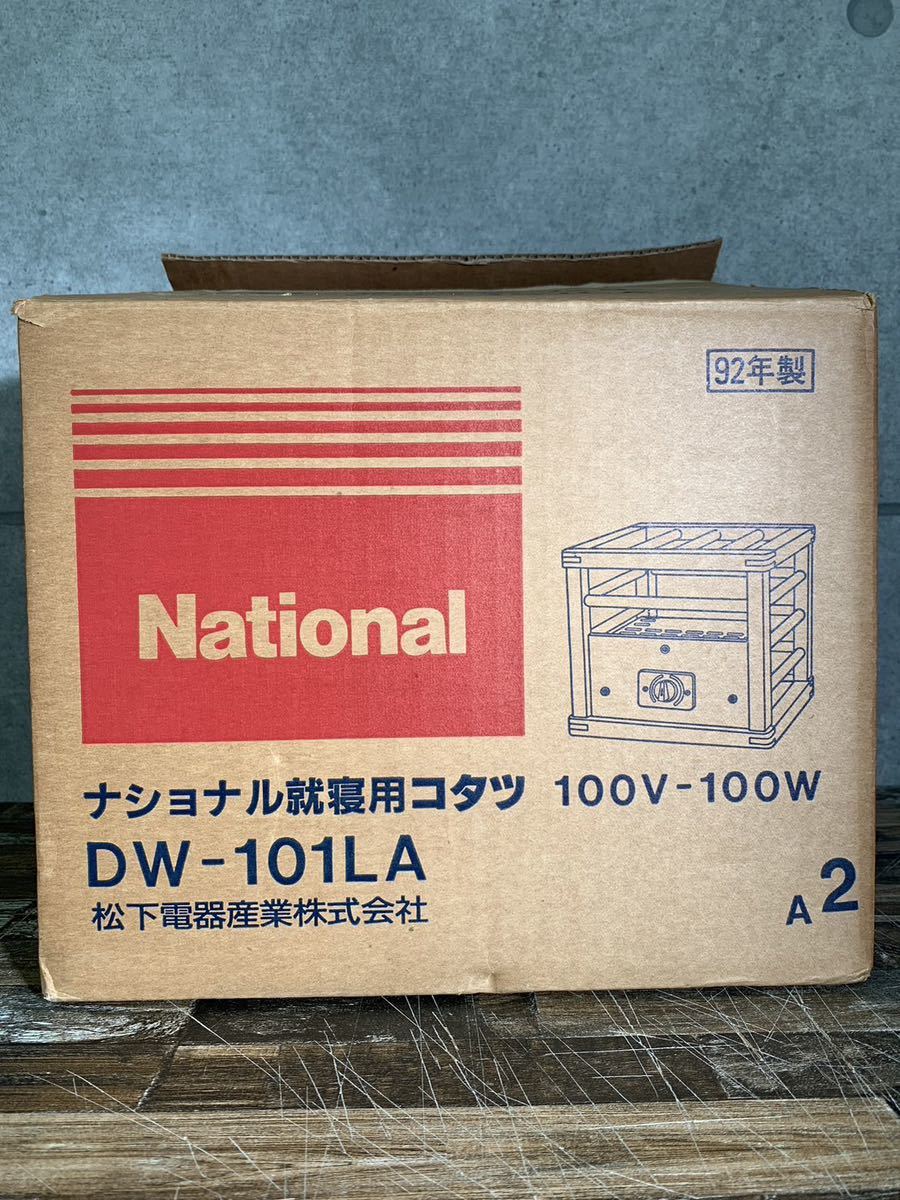 92年製
National
ナショナル就寝用コタツ 100V-100W
DW-101LA
松下電器産業株式会社
A2